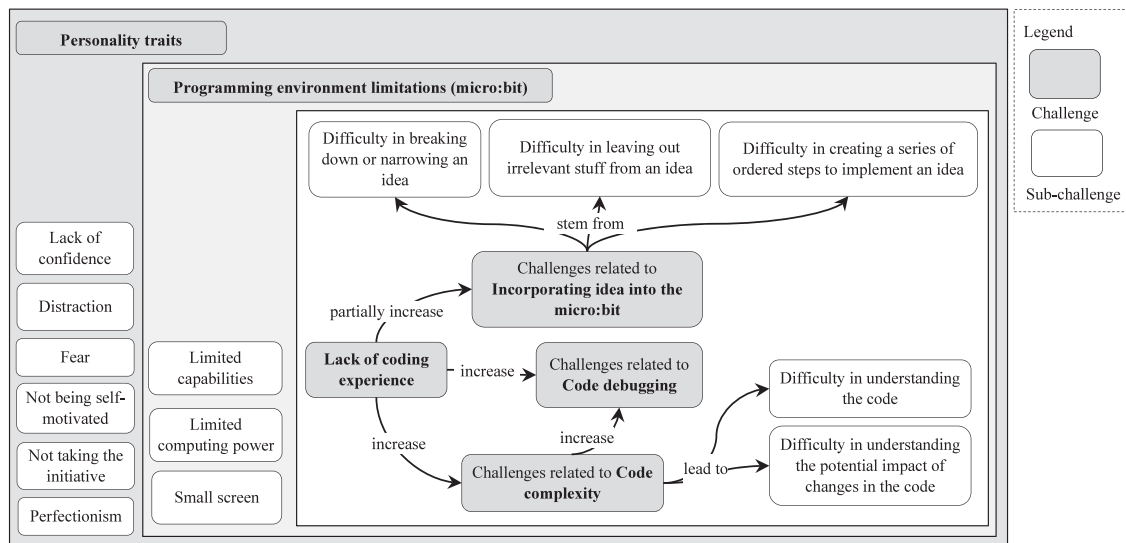 Personality traits
Programming environment limitations (micro:bit)
Difficulty in breaking
down or narrowing an
idea
Difficulty in leaving out
irrelevant stuff from an idea
Difficulty in creating a series of
ordered steps to implement an idea
stem from
Challenges related to
Incorporating idea into the
micro:bit
partially increase
Lack of coding
experience
increase
Challenges related to
Code debugging
increase
increase
Challenges related to Code
complexity
lead to
Difficulty in understanding
the code
Difficulty in understanding
the potential impact of
changes in the code
Lack of
confidence
Distraction
Fear
Not being self-
motivated
Not taking the
initiative
Perfectionism
Limited
capabilities
Limited
computing power
Small screen
Legend
Challenge
Sub-challenge